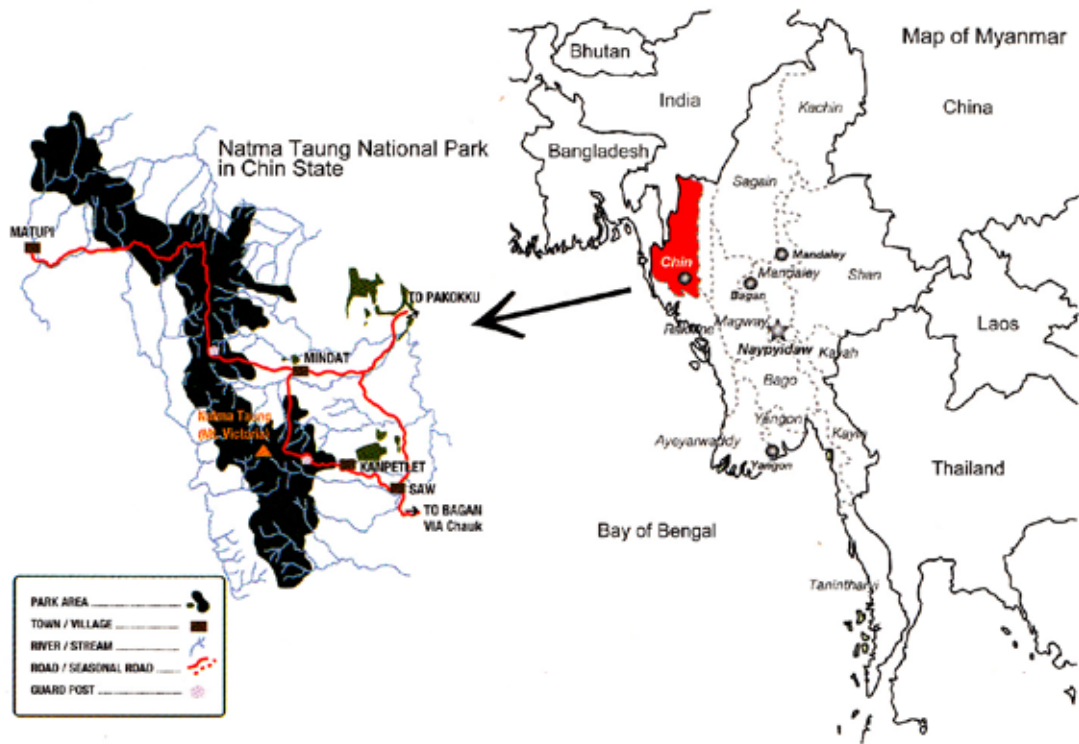 Natma Taung National Park
in Chin State
MATUPI
TO PAKOKKU
MINDAT
Natma Taung
(Mt. Victoria)
KANPETLET
SAW
TO BAGAN
VIA Chauk
PARK AREA
TOWN / VILLAGE
RIVER / STREAM
ROAD / SEASONAL ROAD
GUARD POST
Map of Myanmar
Bhutan
India
China
Kachin
Bangladesh
Sagain
Chin
Mandaley
Mandaley
Shan
Bagan
Magway
Rakhine
Naypyidaw
Kayah
Laos
Bago
Yangon
Ayeyarwaddy
Kayin
Yangon
Thailand
Bay of Bengal
Tanintharyi